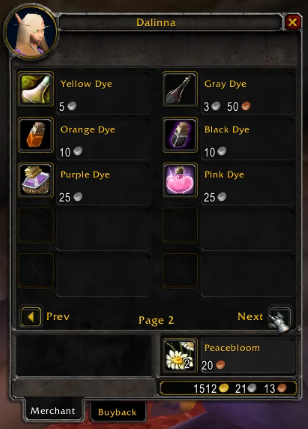 Dalinna
Yellow Dye
5
Gray Dye
3 50
Orange Dye
10
Black Dye
10
Purple Dye
25
Pink Dye
25
Prev
Page 2
Next
2
Peacebloom
20
1512 21 13
Merchant
Buyback